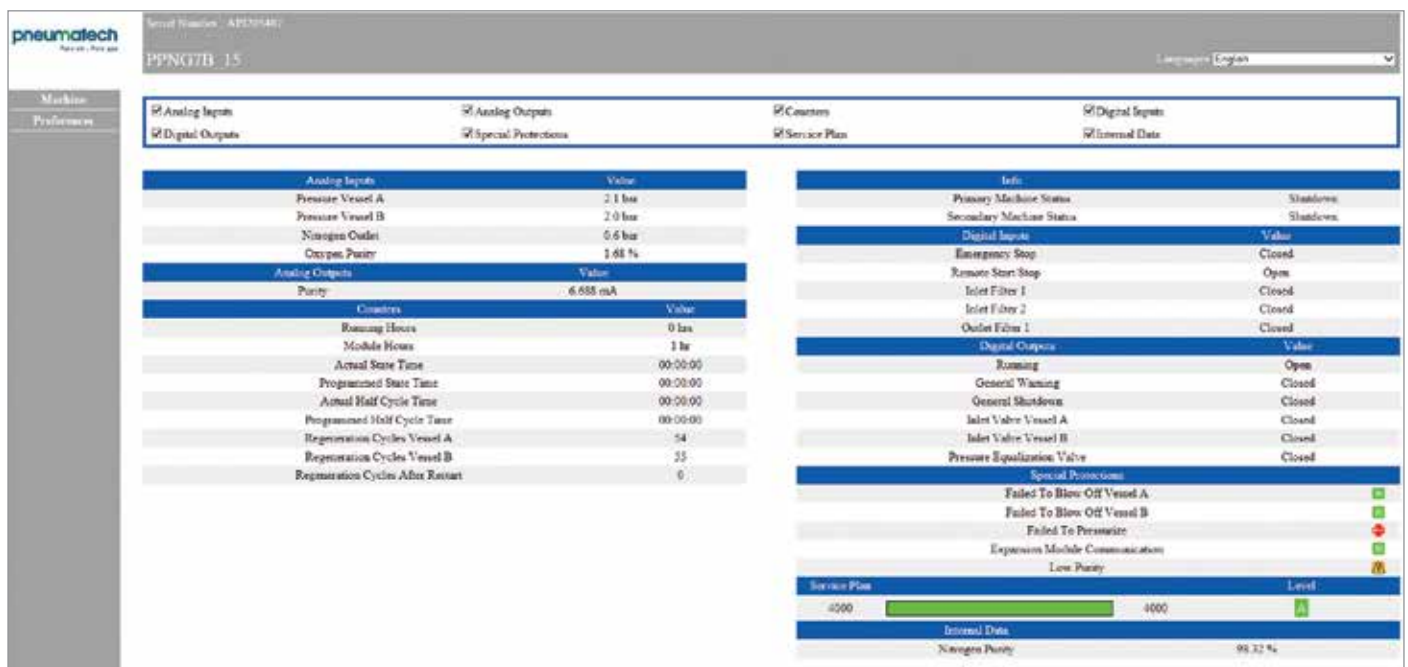 pneumatech
Serial Number
PPNG7B_15
Languages English
Machine
Preferences
Analog Inputs Analog Outputs Counters Digital Inputs
Digital Outputs Special Protections Service Plan Internal Data
Analog Inputs Value
Pressure Vessel A 2.1 bar
Pressure Vessel B 2.0 bar
Nitrogen Outlet 0.6 bar
Oxygen Purity 1.68 %
Analog Outputs Value
Purity 6.688 mA
Counters Value
Running Hours 0 hrs
Module Hours 1 hr
Actual State Time 00:00:00
Programmed State Time 00:00:00
Actual Half Cycle Time 00:00:00
Programmed Half Cycle Time 00:00:00
Regeneration Cycles Vessel A 54
Regeneration Cycles Vessel B 55
Regeneration Cycles After Restart 0
Info
Primary Machine Status Shutdown
Secondary Machine Status Shutdown
Digital Inputs Value
Emergency Stop Closed
Remote Start/Stop Open
Inlet Filter 1 Closed
Inlet Filter 2 Closed
Outlet Filter 1 Closed
Digital Outputs Value
Running Open
General Warning Closed
General Shutdown Closed
Inlet Valve Vessel A Closed
Inlet Valve Vessel B Closed
Pressure Equalization Valve Closed
Special Protections
Failed To Blow Off Vessel A
Failed To Blow Off Vessel B
Failed To Pressurize
Expansion Module Communication
Low Purity
Service Plan Level
4000 4000 A
Internal Data
Nitrogen Purity 98.32 %